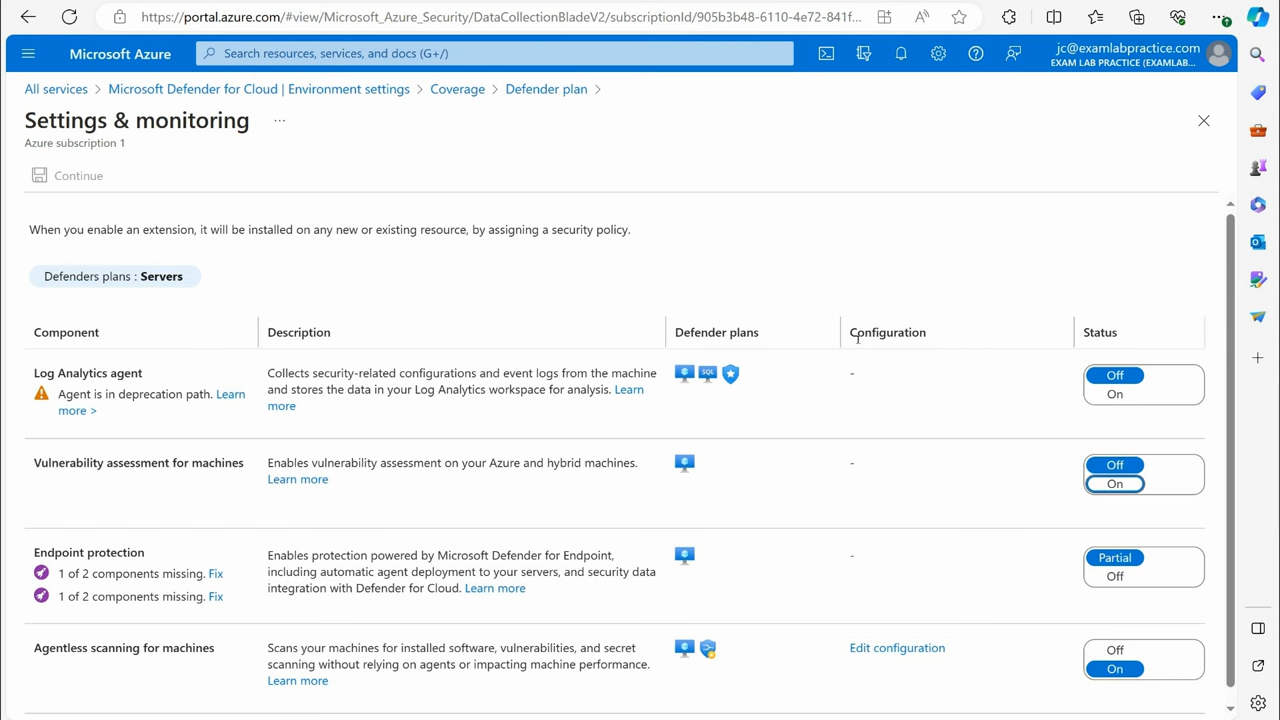 https://portal.azure.com/#view/Microsoft_Azure_Security/DataCollectionBladeV2/subscriptionId/905b3b48-6110-4e72-841f...
Microsoft Azure
Search resources, services, and docs (G+/)
jc@examlabpractice.com
EXAM LAB PRACTICE (EXAMLAB...
All services > Microsoft Defender for Cloud | Environment settings > Coverage > Defender plan >
Settings & monitoring ...
Azure subscription 1
Continue
When you enable an extension, it will be installed on any new or existing resource, by assigning a security policy.
Defenders plans : Servers
Component Description Defender plans Configuration Status
Log Analytics agent
Agent is in deprecation path. Learn
more >
Collects security-related configurations and event logs from the machine
and stores the data in your Log Analytics workspace for analysis. Learn
more
SQL
-
Off
On
Vulnerability assessment for machines
Enables vulnerability assessment on your Azure and hybrid machines.
Learn more
-
Off
On
Endpoint protection
1 of 2 components missing. Fix
1 of 2 components missing. Fix
Enables protection powered by Microsoft Defender for Endpoint,
including automatic agent deployment to your servers, and security data
integration with Defender for Cloud. Learn more
-
Partial
Off
Agentless scanning for machines
Scans your machines for installed software, vulnerabilities, and secret
scanning without relying on agents or impacting machine performance.
Learn more
Edit configuration
Off
On